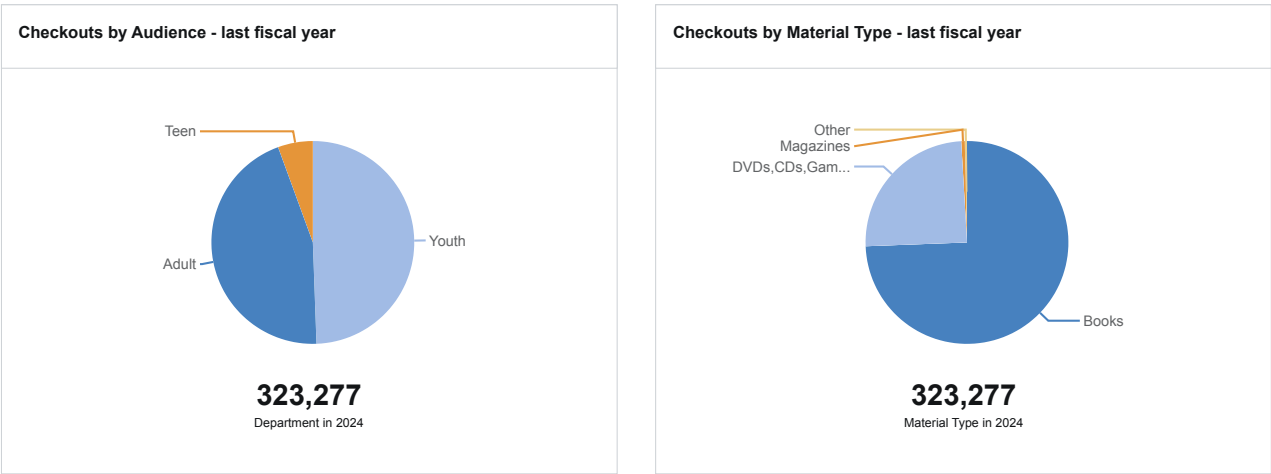 Checkouts by Audience - last fiscal year
Teen
Youth
Adult
323,277
Department in 2024
Checkouts by Material Type - last fiscal year
Other
Magazines
DVDs,CDs,Gam...
Books
323,277
Material Type in 2024